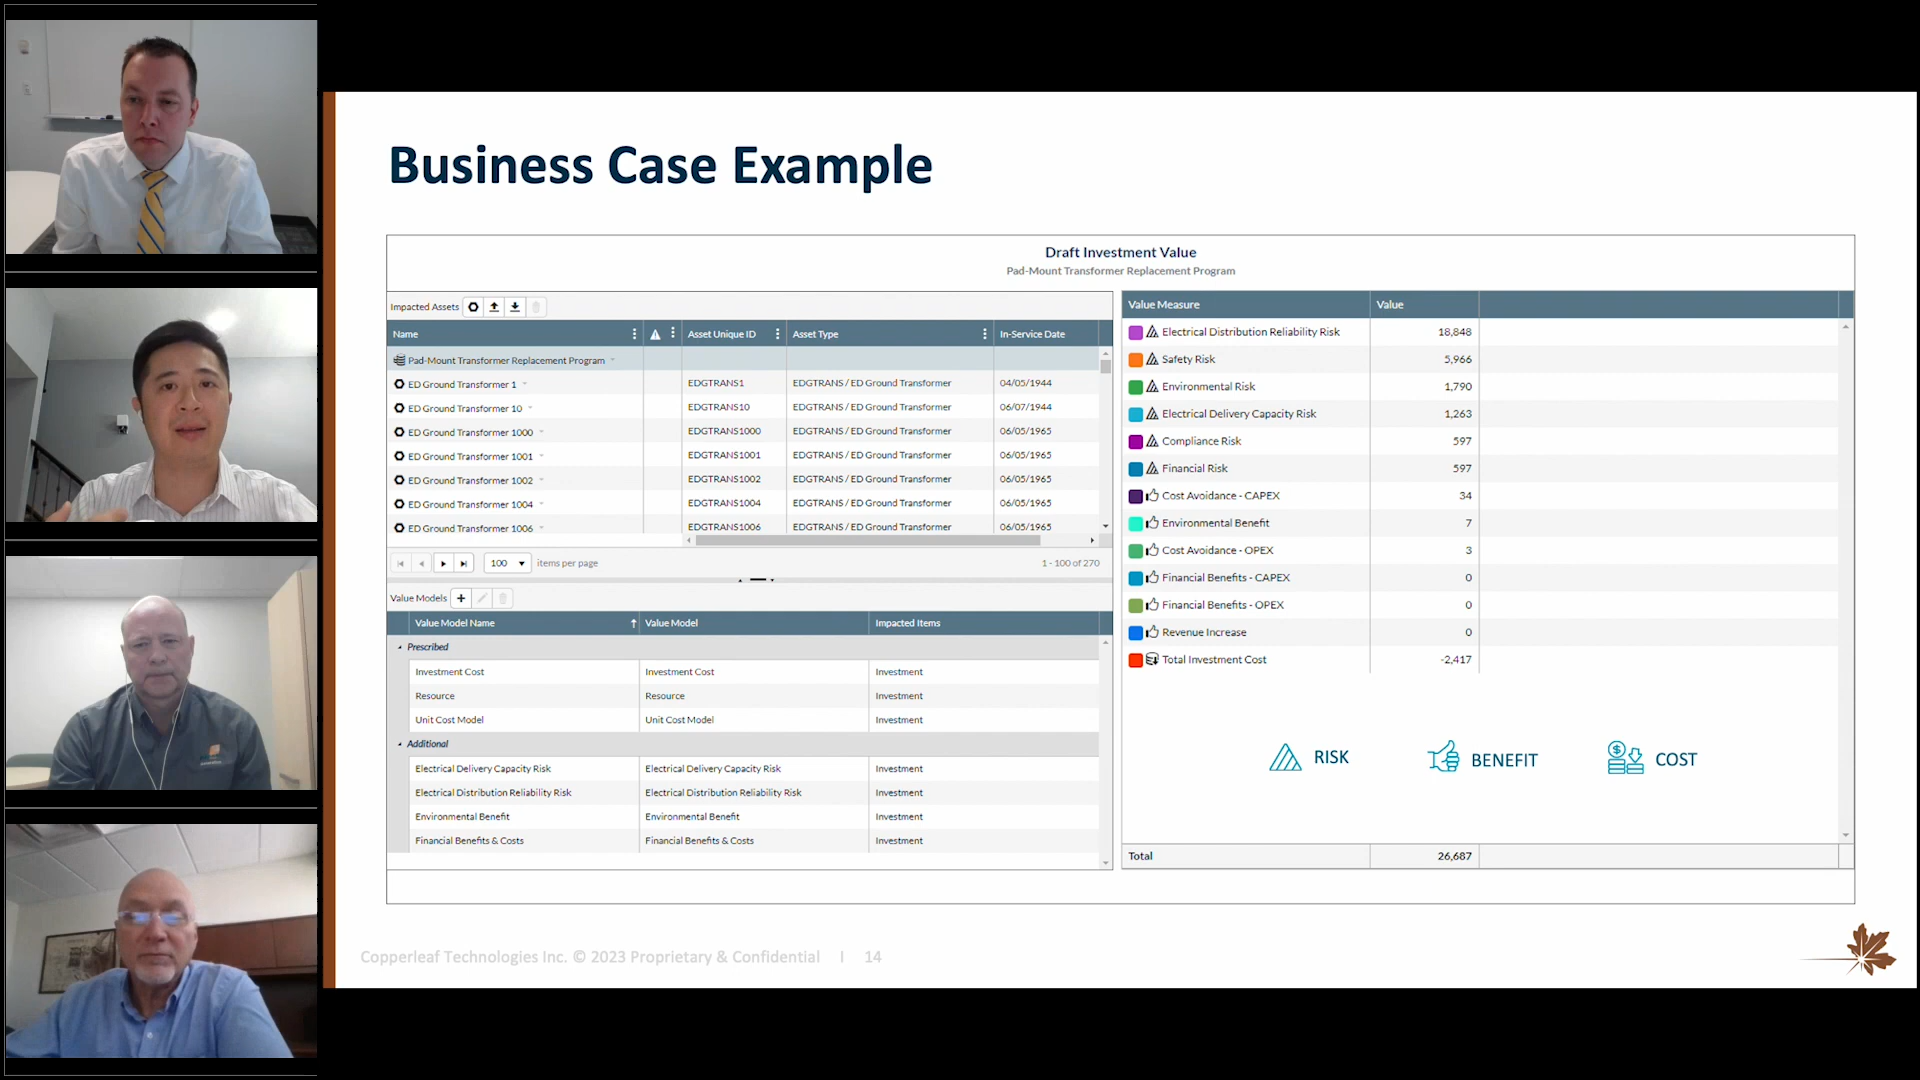 Business Case Example
Draft Investment Value
Pad-Mount Transformer Replacement Program
Impacted Assets
Name Asset Unique ID Asset Type In-Service Date
Pad-Mount Transformer Replacement Program
ED Ground Transformer 1 EDGTRANS1 EDGTRANS / ED Ground Transformer 04/05/1944
ED Ground Transformer 10 EDGTRANS10 EDGTRANS / ED Ground Transformer 06/07/1944
ED Ground Transformer 1000 EDGTRANS1000 EDGTRANS / ED Ground Transformer 06/05/1965
ED Ground Transformer 1001 EDGTRANS1001 EDGTRANS / ED Ground Transformer 06/05/1965
ED Ground Transformer 1002 EDGTRANS1002 EDGTRANS / ED Ground Transformer 06/05/1965
ED Ground Transformer 1004 EDGTRANS1004 EDGTRANS / ED Ground Transformer 06/05/1965
ED Ground Transformer 1006 EDGTRANS1006 EDGTRANS / ED Ground Transformer 06/05/1965
100 items per page 1 - 100 of 270
Value Models
Value Model Name Value Model Impacted Items
Prescribed
Investment Cost Investment Cost Investment
Resource Resource Investment
Unit Cost Model Unit Cost Model Investment
Additional
Electrical Delivery Capacity Risk Electrical Delivery Capacity Risk Investment
Electrical Distribution Reliability Risk Electrical Distribution Reliability Risk Investment
Environmental Benefit Environmental Benefit Investment
Financial Benefits & Costs Financial Benefits & Costs Investment
Value Measure Value
Electrical Distribution Reliability Risk 18,848
Safety Risk 5,966
Environmental Risk 1,790
Electrical Delivery Capacity Risk 1,263
Compliance Risk 597
Financial Risk 597
Cost Avoidance - CAPEX 34
Environmental Benefit 7
Cost Avoidance - OPEX 3
Financial Benefits - CAPEX 0
Financial Benefits - OPEX 0
Revenue Increase 0
Total Investment Cost -2,417
RISK BENEFIT COST
Total 26,687
Copperleaf Technologies Inc. © 2023 Proprietary & Confidential | 14